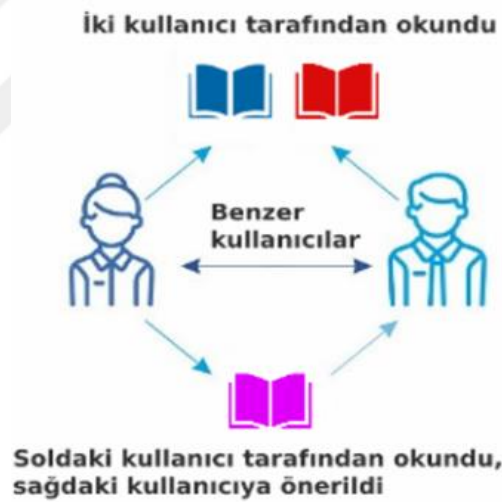 İki kullanıcı tarafından okundu
Benzer
kullanıcılar
Soldaki kullanıcı tarafından okundu,
sağdaki kullanıcıya önerildi